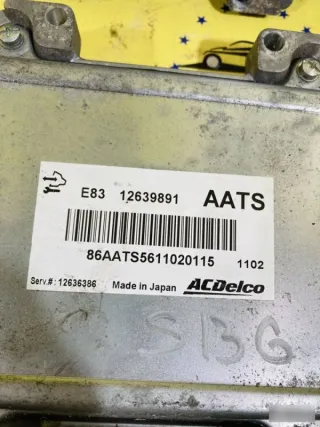 E83 12639891 AATS
86AATS5611020115 1102
Serv.#: 12636386 Made in Japan ACDelco
S13G